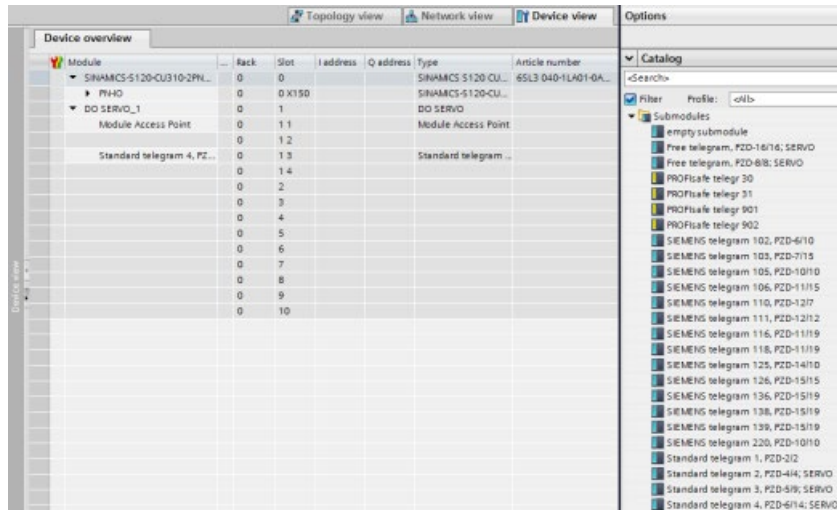 Topology view Network view Device view Options
Device overview
Module ... Rack Slot I address Q address Type Article number
Catalog
SINAMICS-S120-CU310-2PN... 0 0 SINAMICS S120 CU... 6SL3 040-1LA01-0A...
<Search>
PN-IO 0 0 X150 SINAMICS-S120-CU...
Filter Profile: <All>
DO SERVO_1 0 1 DO SERVO
Submodules
Module Access Point 0 1 1 Module Access Point
empty submodule
0 1 2
Free telegram, PZD-16/16; SERVO
Standard telegram 4, PZ... 0 1 3 Standard telegram ...
Free telegram, PZD-8/8; SERVO
0 1 4
PROFIsafe telegr 30
0 2
PROFIsafe telegr 31
0 3
PROFIsafe telegr 901
0 4
PROFIsafe telegr 902
0 5
SIEMENS telegram 102, PZD-6/10
0 6
SIEMENS telegram 103, PZD-7/15
0 7
SIEMENS telegram 105, PZD-10/10
0 8
SIEMENS telegram 106, PZD-11/15
0 9
SIEMENS telegram 110, PZD-12/7
0 10
SIEMENS telegram 111, PZD-12/12
SIEMENS telegram 116, PZD-11/19
SIEMENS telegram 118, PZD-11/19
SIEMENS telegram 125, PZD-14/10
SIEMENS telegram 126, PZD-15/15
SIEMENS telegram 136, PZD-15/19
SIEMENS telegram 138, PZD-15/19
SIEMENS telegram 139, PZD-15/19
SIEMENS telegram 220, PZD-10/10
Standard telegram 1, PZD-2/2
Standard telegram 2, PZD-4/4; SERVO
Standard telegram 3, PZD-5/9; SERVO
Standard telegram 4, PZD-6/14; SERVO
Device view